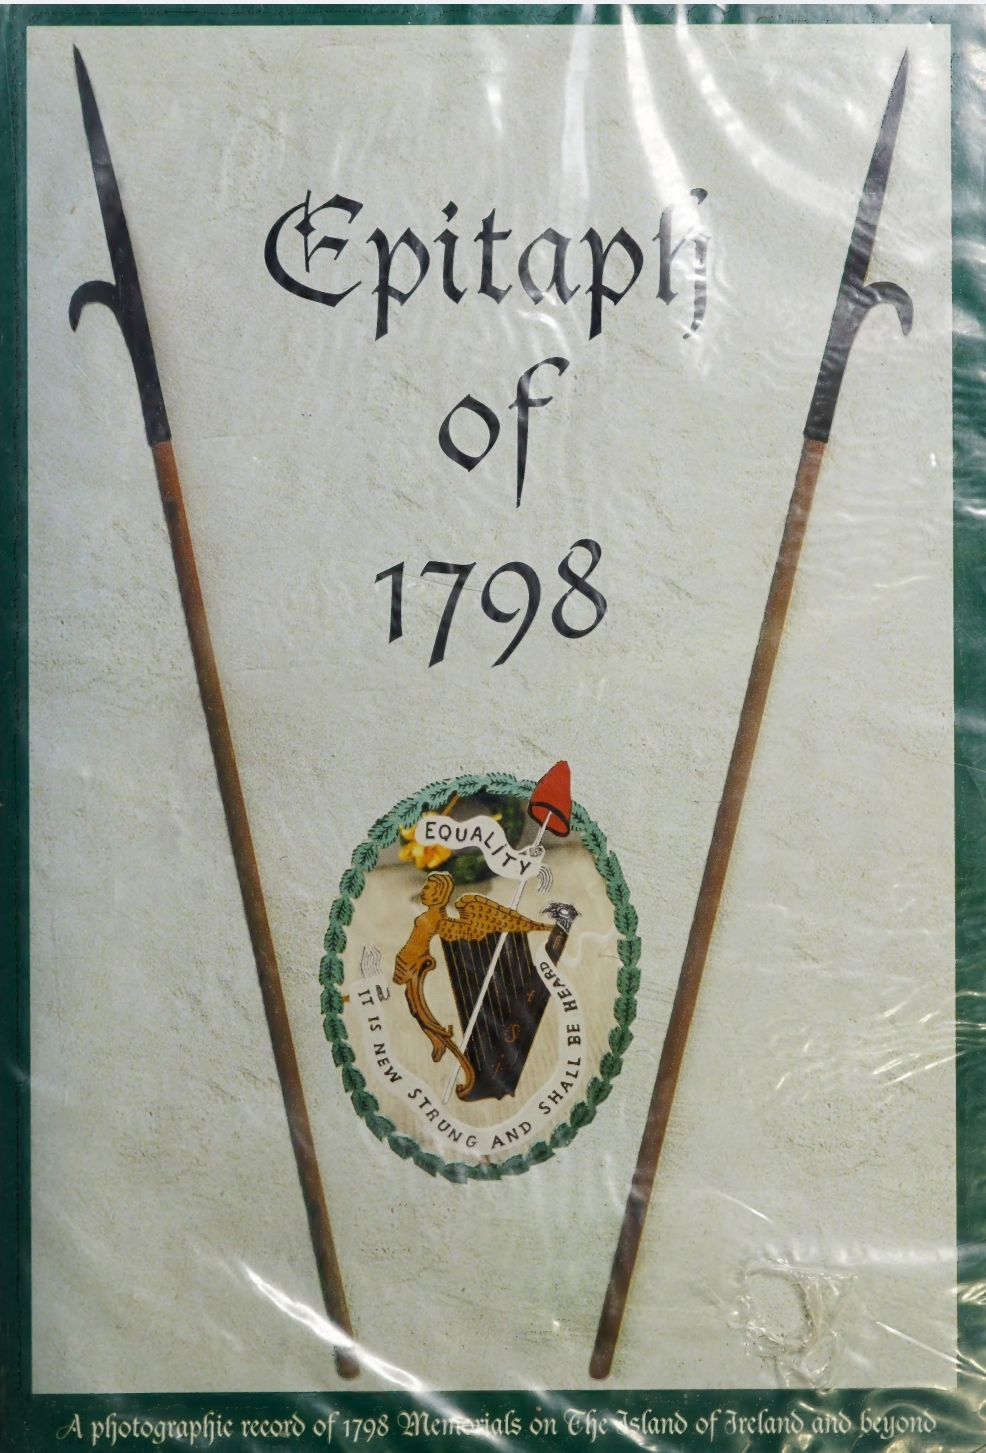 Epitaph
of
1798
EQUALITY
IT IS NEW STRUNG AND SHALL BE HEARD
A photographic record of 1798 Memorials on The Island of Ireland and beyond